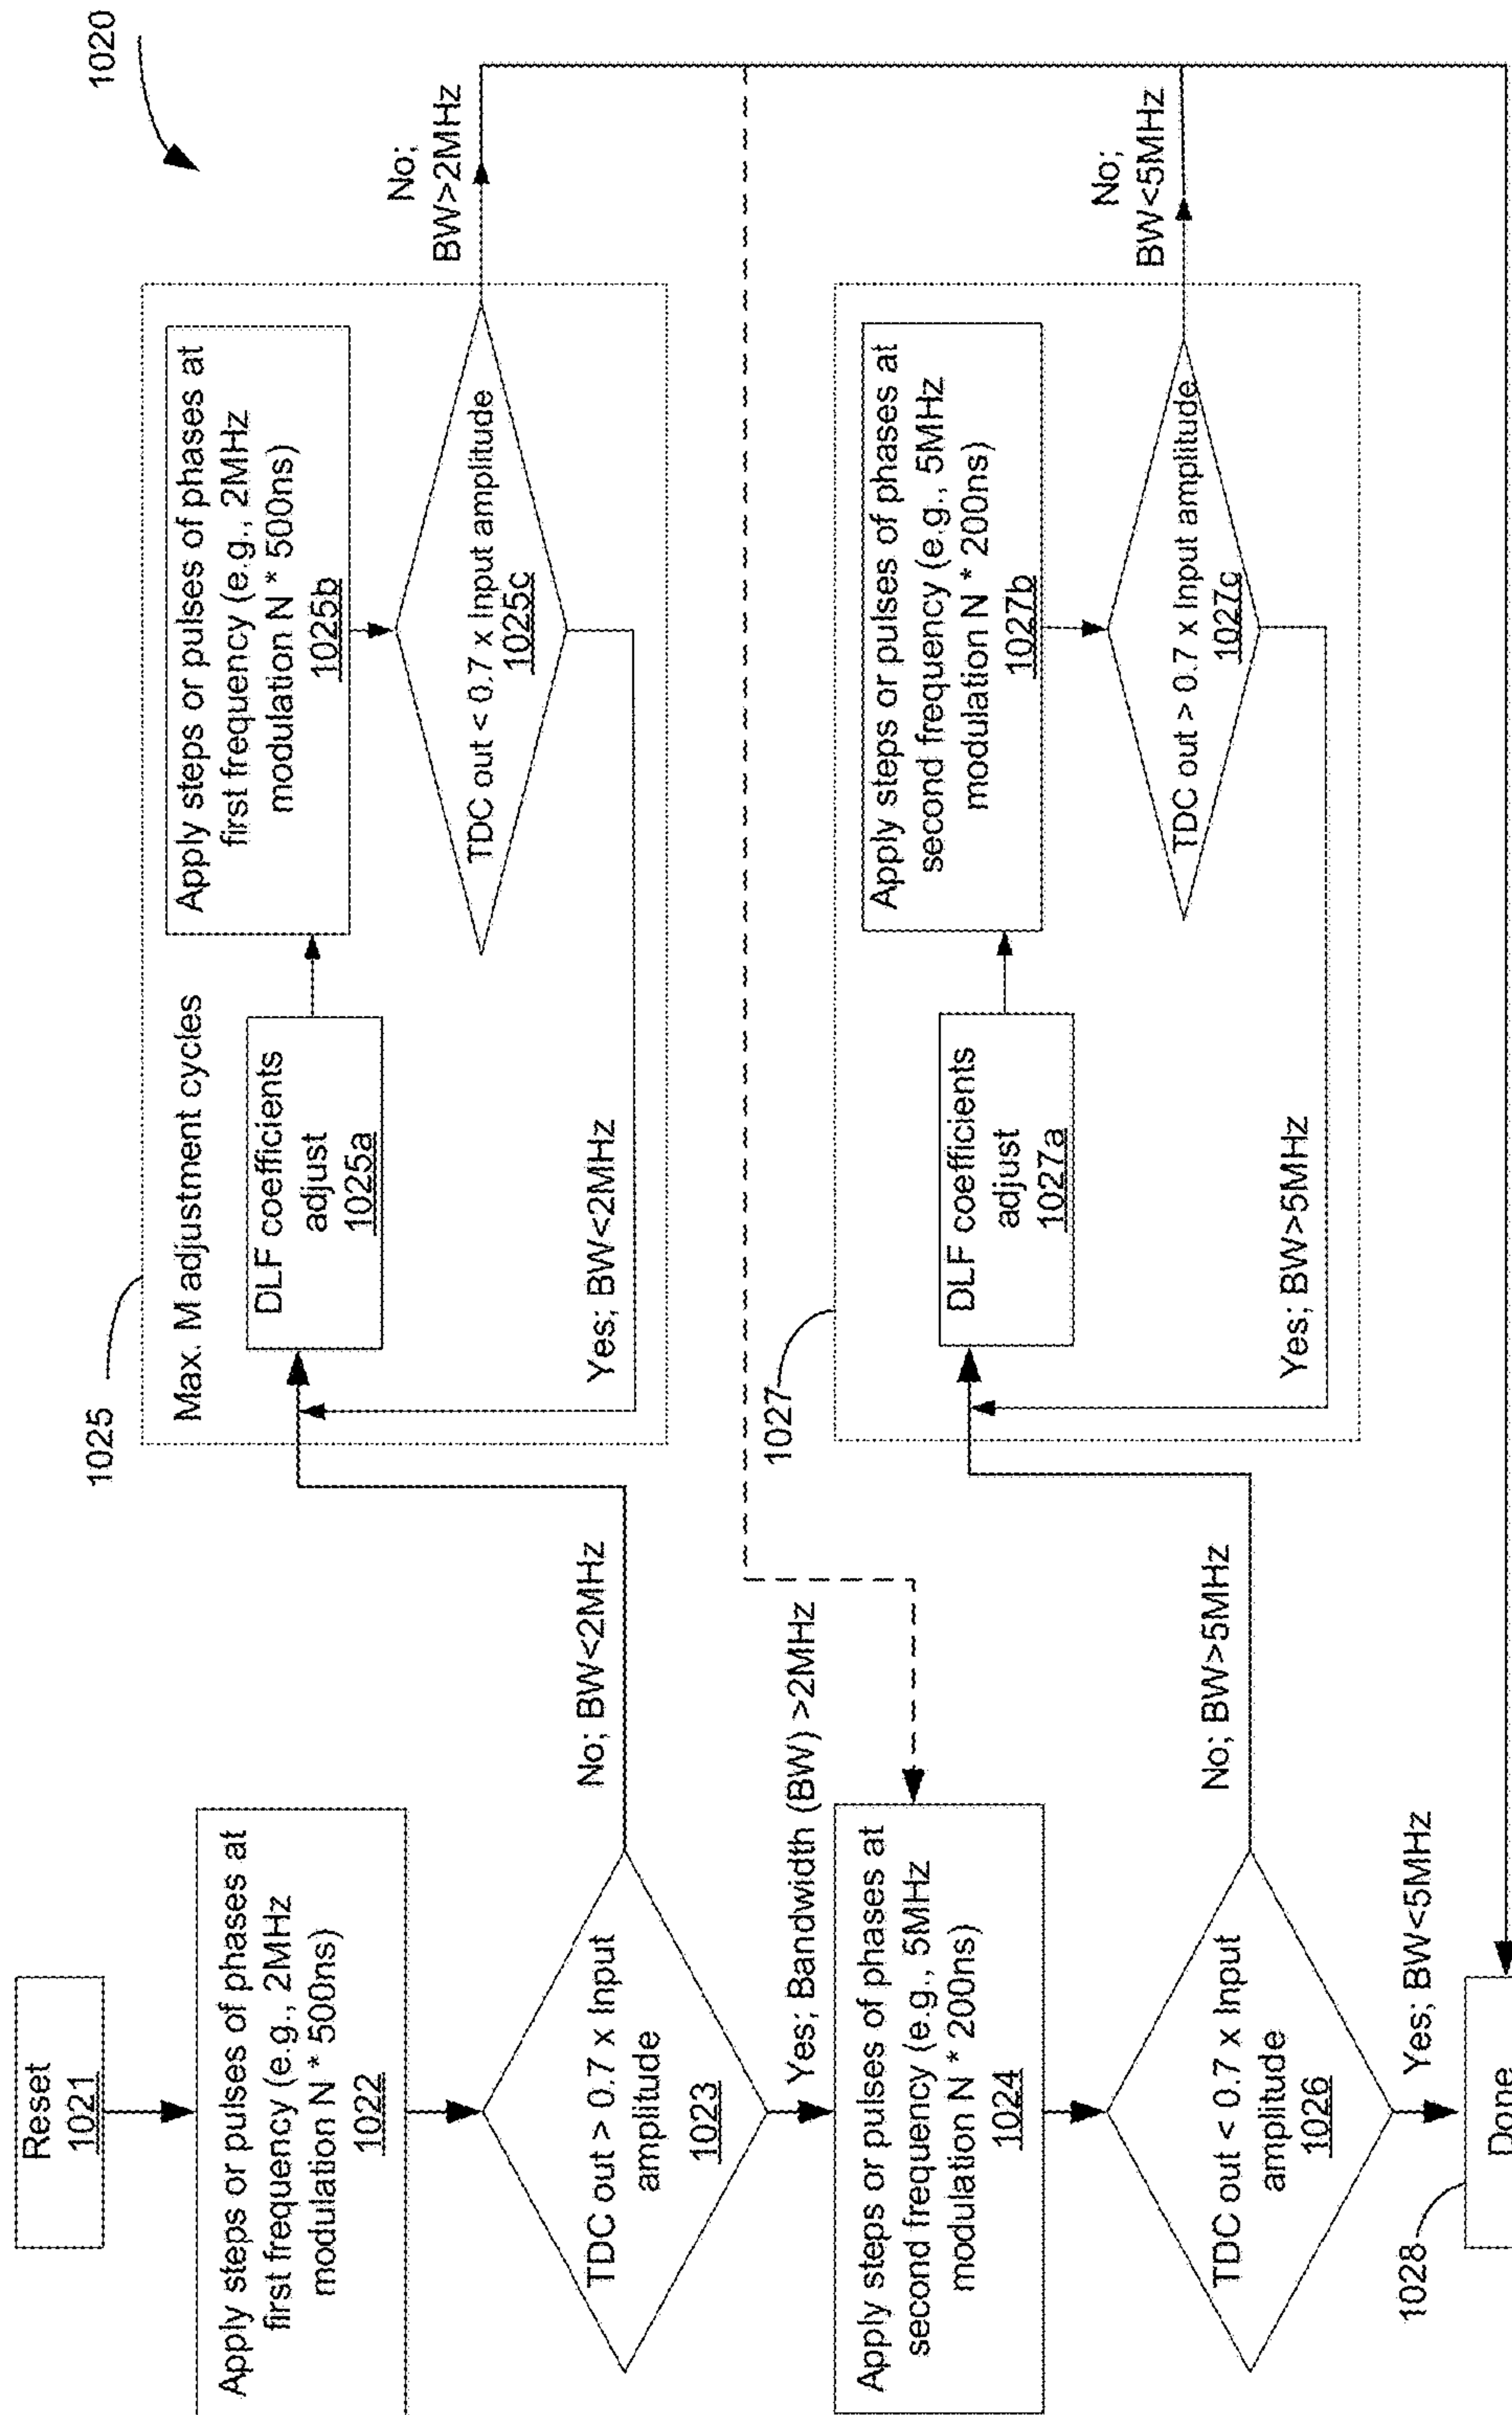 1020
Reset
1021
Apply steps or pulses of phases at
first frequency (e.g., 2MHz
modulation N * 500ns)
1022
TDC out > 0.7 x Input
amplitude
1023
No; BW<2MHz
Yes; Bandwidth (BW) >2MHz
1025
Max. M adjustment cycles
DLF coefficients
adjust
1025a
Apply steps or pulses of phases at
first frequency (e.g., 2MHz
modulation N * 500ns)
1025b
TDC out < 0.7 x Input amplitude
1025c
Yes; BW<2MHz
No;
BW>2MHz
Apply steps or pulses of phases at
second frequency (e.g., 5MHz
modulation N * 200ns)
1024
TDC out < 0.7 x Input
amplitude
1026
No; BW>5MHz
Yes; BW<5MHz
1027
DLF coefficients
adjust
1027a
Apply steps or pulses of phases at
second frequency (e.g., 5MHz
modulation N * 200ns)
1027b
TDC out > 0.7 x Input amplitude
1027c
Yes; BW>5MHz
No;
BW<5MHz
1028
Done